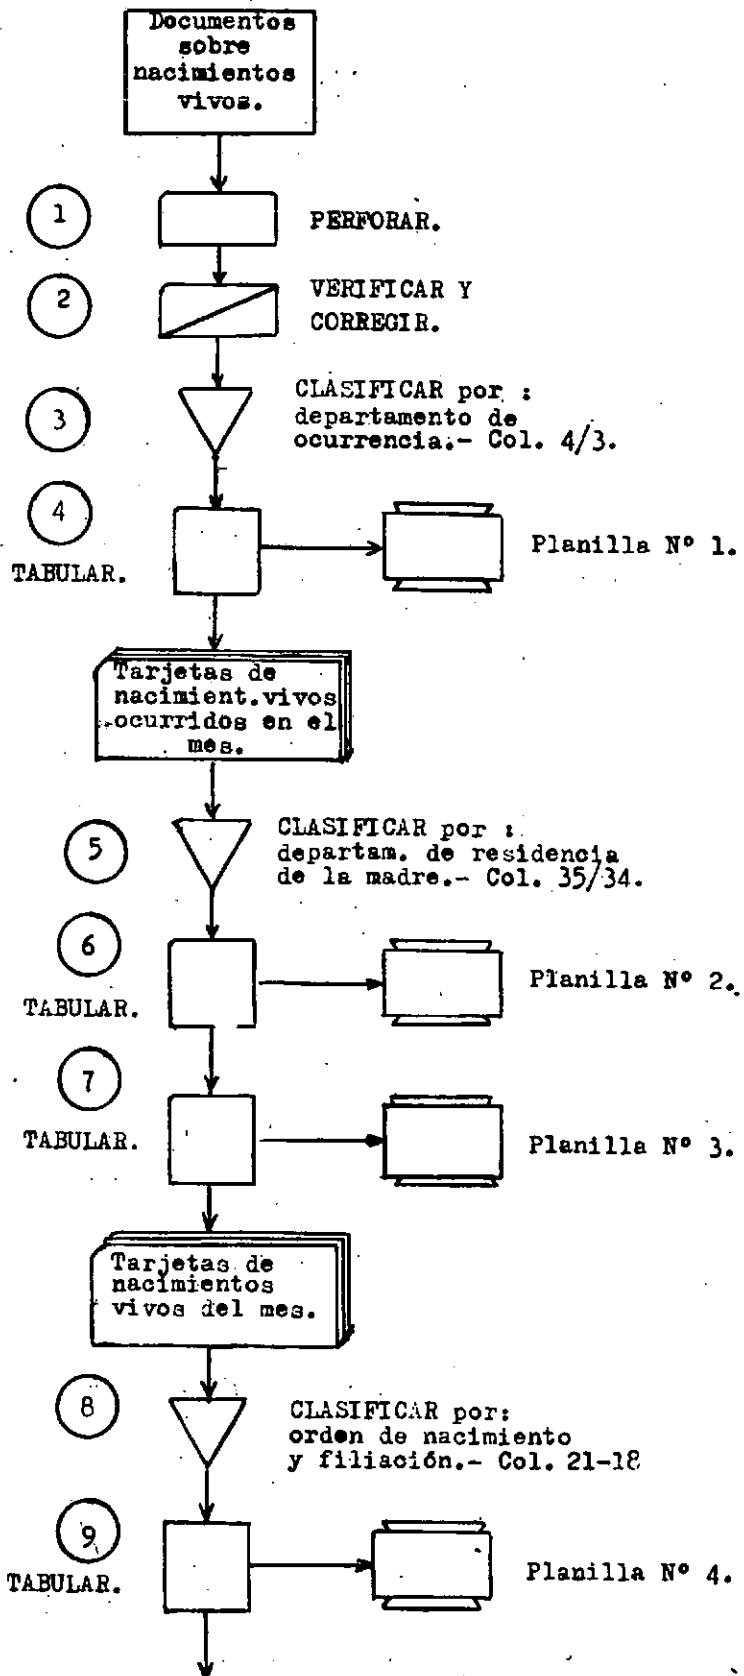 Documentos
sobre
nacimientos
vivos.
1
PERFORAR.
2
VERIFICAR Y
CORREGIR.
3
CLASIFICAR por :
departamento de
ocurrencia.- Col. 4/3.
4
TABULAR.
Planilla Nº 1.
Tarjetas de
nacimient.vivos
ocurridos en el
mes.
5
CLASIFICAR por :
departam. de residencia
de la madre.- Col. 35/34.
6
TABULAR.
Planilla Nº 2.
7
TABULAR.
Planilla Nº 3.
Tarjetas de
nacimientos
vivos del mes.
8
CLASIFICAR por:
orden de nacimiento
y filiación.- Col. 21-18
9
TABULAR.
Planilla Nº 4.